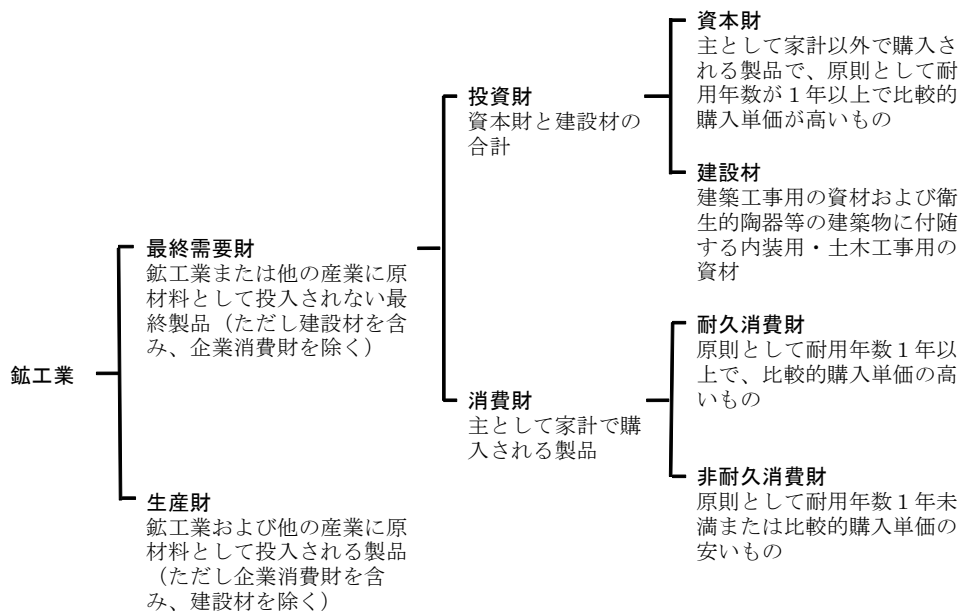 鉱工業
最終需要財
鉱工業または他の産業に原
材料として投入されない最
終製品（ただし建設材を含
み、企業消費財を除く）
生産財
鉱工業および他の産業に原
材料として投入される製品
（ただし企業消費財を含
み、建設材を除く）
投資財
資本財と建設材の
合計
消費財
主として家計で購
入される製品
資本財
主として家計以外で購入さ
れる製品で、原則として耐
用年数が１年以上で比較的
購入単価が高いもの
建設材
建築工事用の資材および衛
生的陶器等の建築物に付随
する内装用・土木工事用の
資材
耐久消費財
原則として耐用年数１年以
上で、比較的購入単価の高
いもの
非耐久消費財
原則として耐用年数１年未
満または比較的購入単価の
安いもの